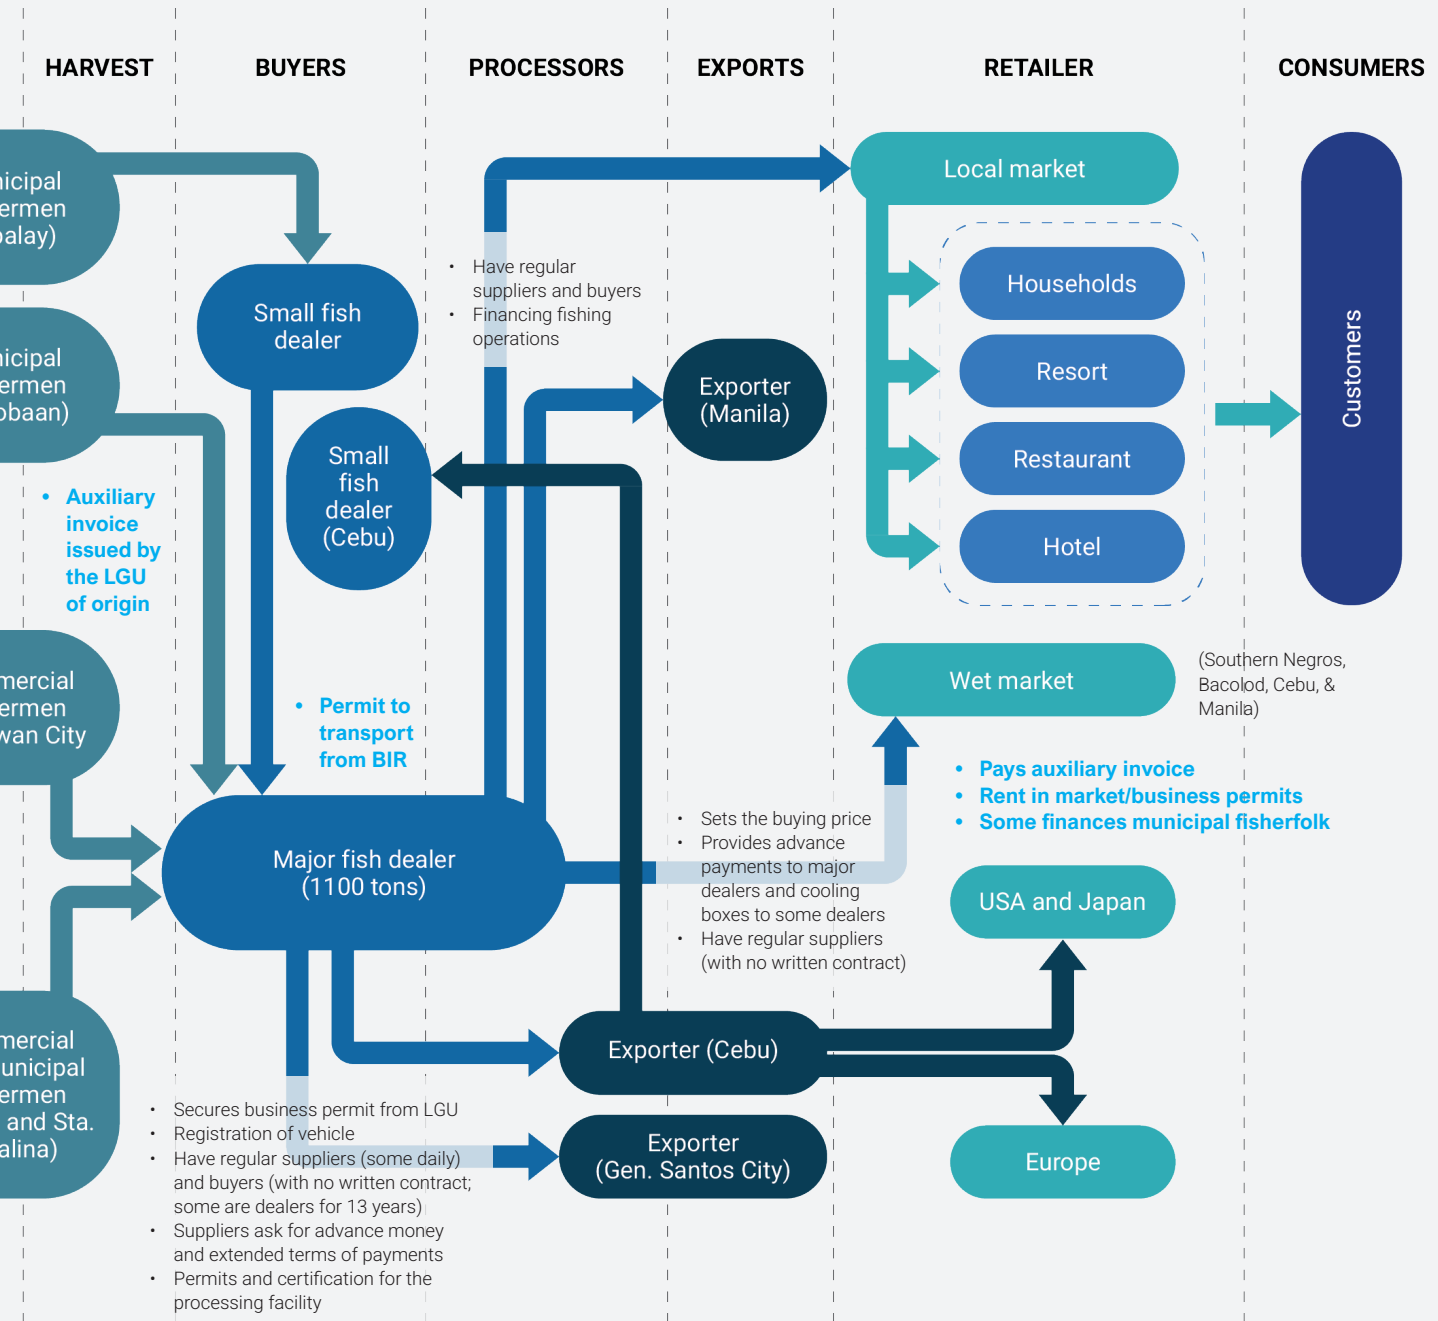 HARVEST
BUYERS
PROCESSORS
EXPORTS
RETAILER
CONSUMERS
nicipal
ermen
palay)
nicipal
ermen
obaan)
• Auxiliary
invoice
issued by
the LGU
of origin
mercial
ermen
wan City
mercial
unicipal
ermen
and Sta.
alina)
Small fish
dealer
Small
fish
dealer
(Cebu)
• Permit to
transport
from BIR
Major fish dealer
(1100 tons)
• Secures business permit from LGU
• Registration of vehicle
• Have regular suppliers (some daily)
and buyers (with no written contract;
some are dealers for 13 years)
• Suppliers ask for advance money
and extended terms of payments
• Permits and certification for the
processing facility
• Have regular
suppliers and buyers
• Financing fishing
operations
Exporter
(Manila)
• Sets the buying price
• Provides advance
payments to major
dealers and cooling
boxes to some dealers
• Have regular suppliers
(with no written contract)
Exporter (Cebu)
Exporter
(Gen. Santos City)
Local market
Households
Resort
Restaurant
Hotel
Wet market
(Southern Negros,
Bacolod, Cebu, &
Manila)
• Pays auxiliary invoice
• Rent in market/business permits
• Some finances municipal fisherfolk
USA and Japan
Europe
Customers